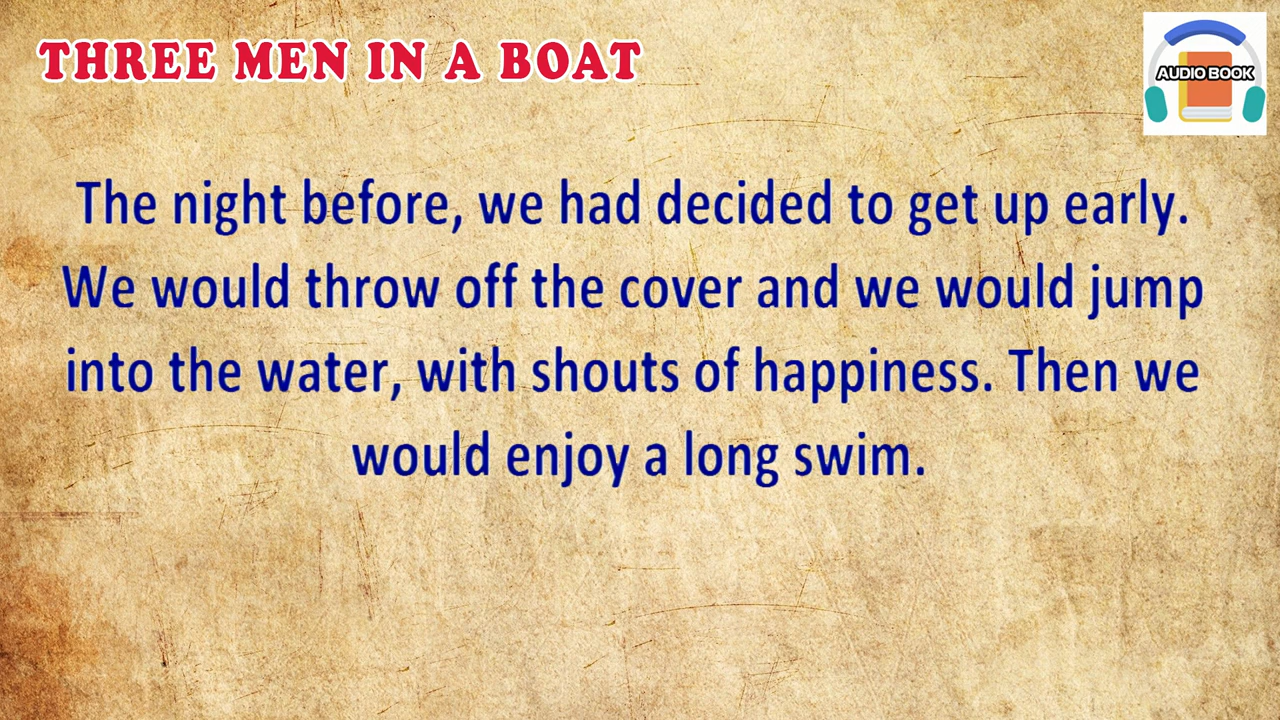 THREE MEN IN A BOAT
AUDIO BOOK
The night before, we had decided to get up early.
We would throw off the cover and we would jump
into the water, with shouts of happiness. Then we
would enjoy a long swim.